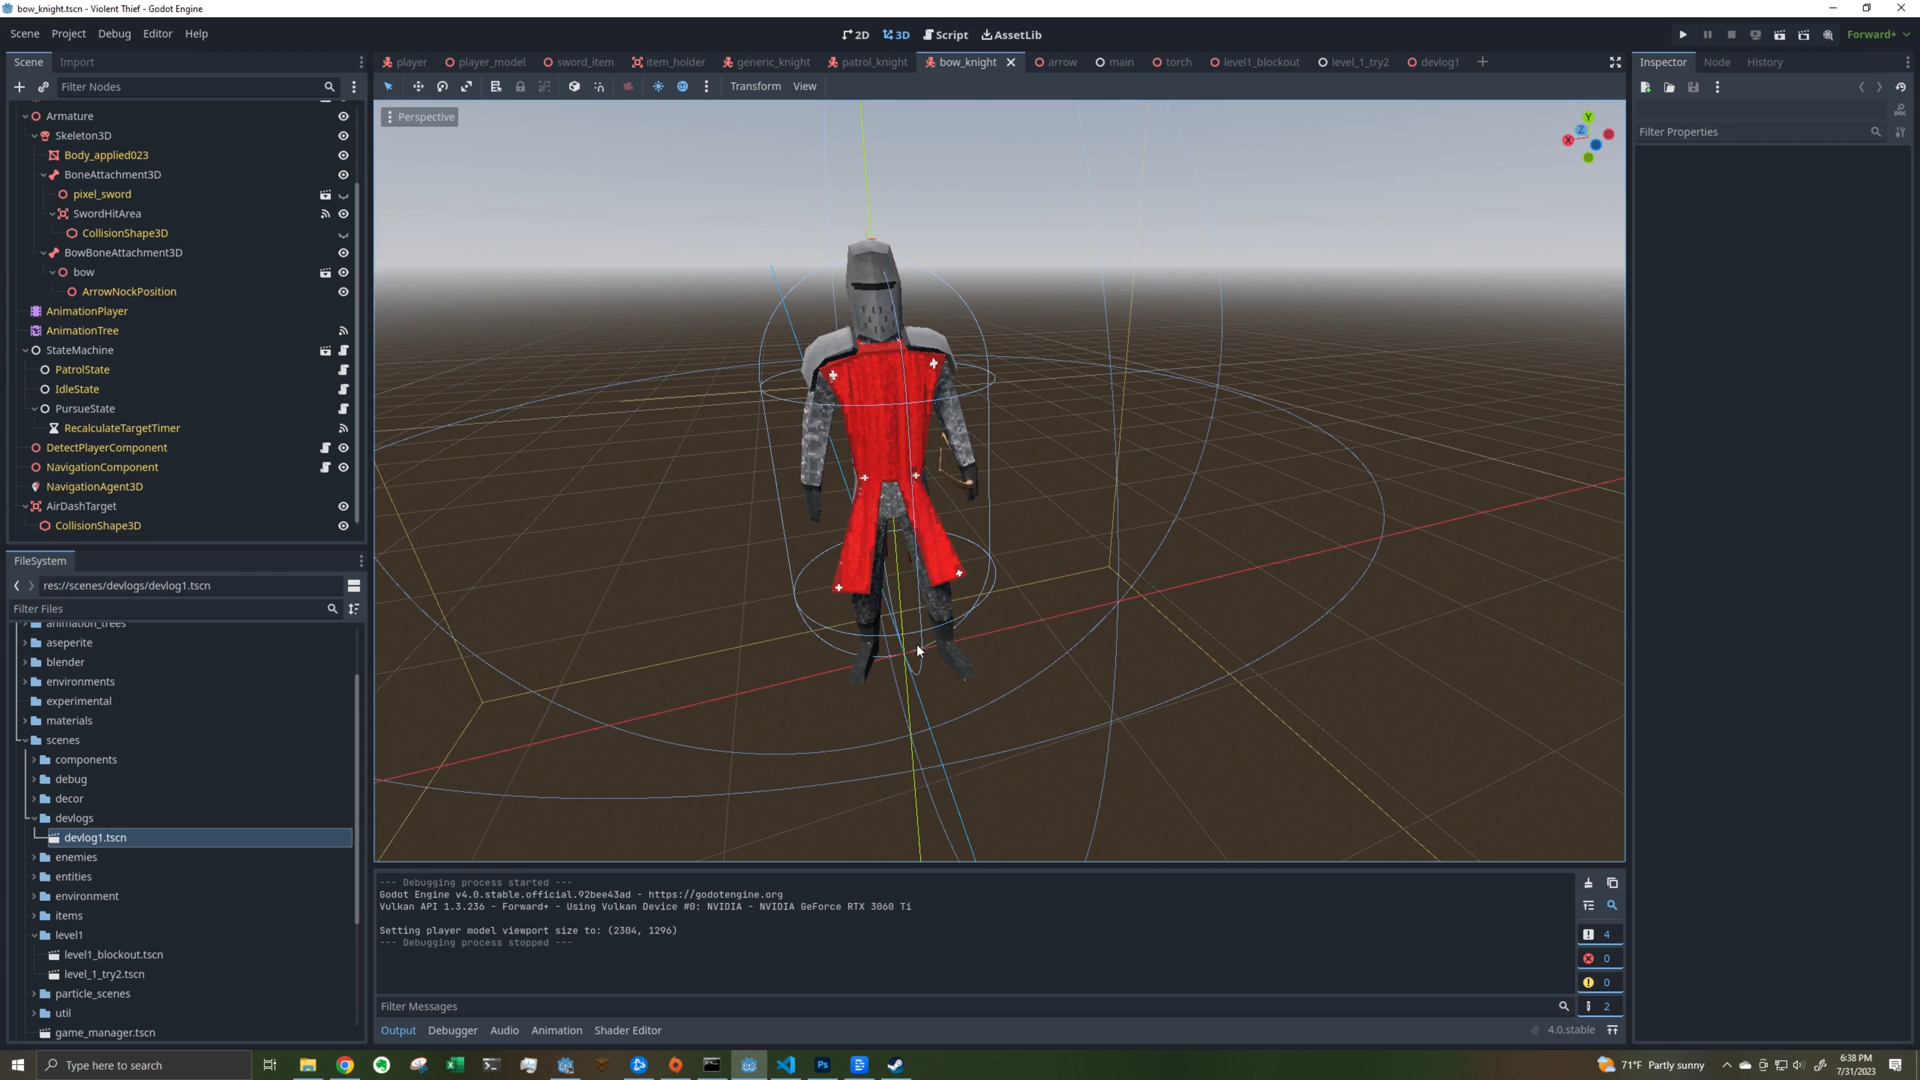 bow_knight.tscn - Violent Thief - Godot Engine
Scene Project Debug Editor Help
2D 3D Script AssetLib
Forward+
Scene Import
Filter Nodes
Armature
Skeleton3D
Body_applied023
BoneAttachment3D
pixel_sword
SwordHitArea
CollisionShape3D
BowBoneAttachment3D
bow
ArrowNockPosition
AnimationPlayer
AnimationTree
StateMachine
PatrolState
IdleState
PursueState
RecalculateTargetTimer
DetectPlayerComponent
NavigationComponent
NavigationAgent3D
AirDashTarget
CollisionShape3D
FileSystem
res://scenes/devlogs/devlog1.tscn
Filter Files
animation_trees
aseperite
blender
environments
experimental
materials
scenes
components
debug
decor
devlogs
devlog1.tscn
enemies
entities
environment
items
level1
level1_blockout.tscn
level_1_try2.tscn
particle_scenes
util
game_manager.tscn
player player_model sword_item item_holder generic_knight patrol_knight bow_knight arrow main torch level1_blockout level_1_try2 devlog1
Transform View
Perspective
Y
Z
X
--- Debugging process started ---
Godot Engine v4.0.stable.official.92bee43ad - https://godotengine.org
Vulkan API 1.3.236 - Forward+ - Using Vulkan Device #0: NVIDIA - NVIDIA GeForce RTX 3060 Ti
Setting player model viewport size to: (2304, 1296)
--- Debugging process stopped ---
4
0
0
2
Filter Messages
Output Debugger Audio Animation Shader Editor
4.0.stable
Inspector Node History
Filter Properties
Type here to search
71°F Partly sunny
6:38 PM
7/31/2023